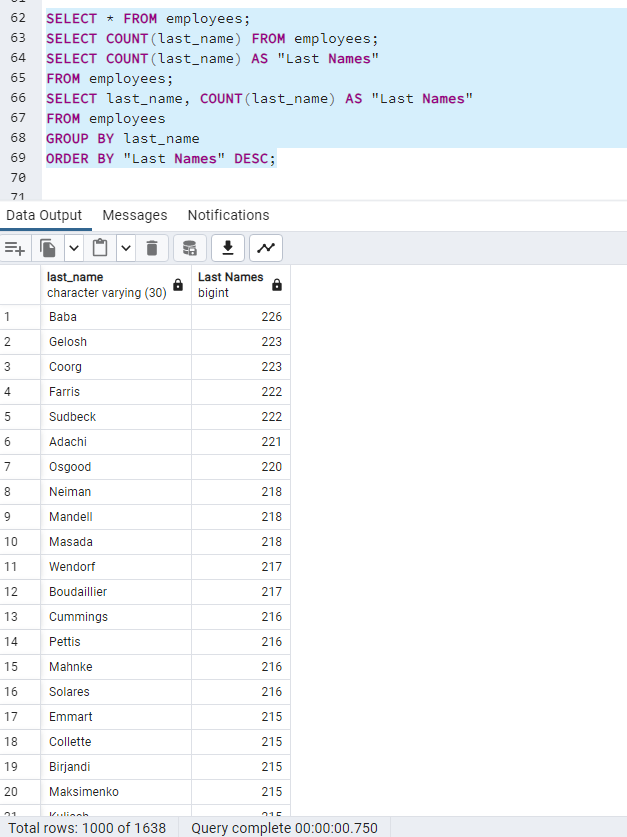 62 SELECT * FROM employees;
63 SELECT COUNT(last_name) FROM employees;
64 SELECT COUNT(last_name) AS "Last Names"
65 FROM employees;
66 SELECT last_name, COUNT(last_name) AS "Last Names"
67 FROM employees
68 GROUP BY last_name
69 ORDER BY "Last Names" DESC;
70
71
Data Output Messages Notifications
last_name Last Names
character varying (30) bigint
1 Baba 226
2 Gelosh 223
3 Coorg 223
4 Farris 222
5 Sudbeck 222
6 Adachi 221
7 Osgood 220
8 Neiman 218
9 Mandell 218
10 Masada 218
11 Wendorf 217
12 Boudaillier 217
13 Cummings 216
14 Pettis 216
15 Mahnke 216
16 Solares 216
17 Emmart 215
18 Collette 215
19 Birjandi 215
20 Maksimenko 215
21 215
Total rows: 1000 of 1638 Query complete 00:00:00.750